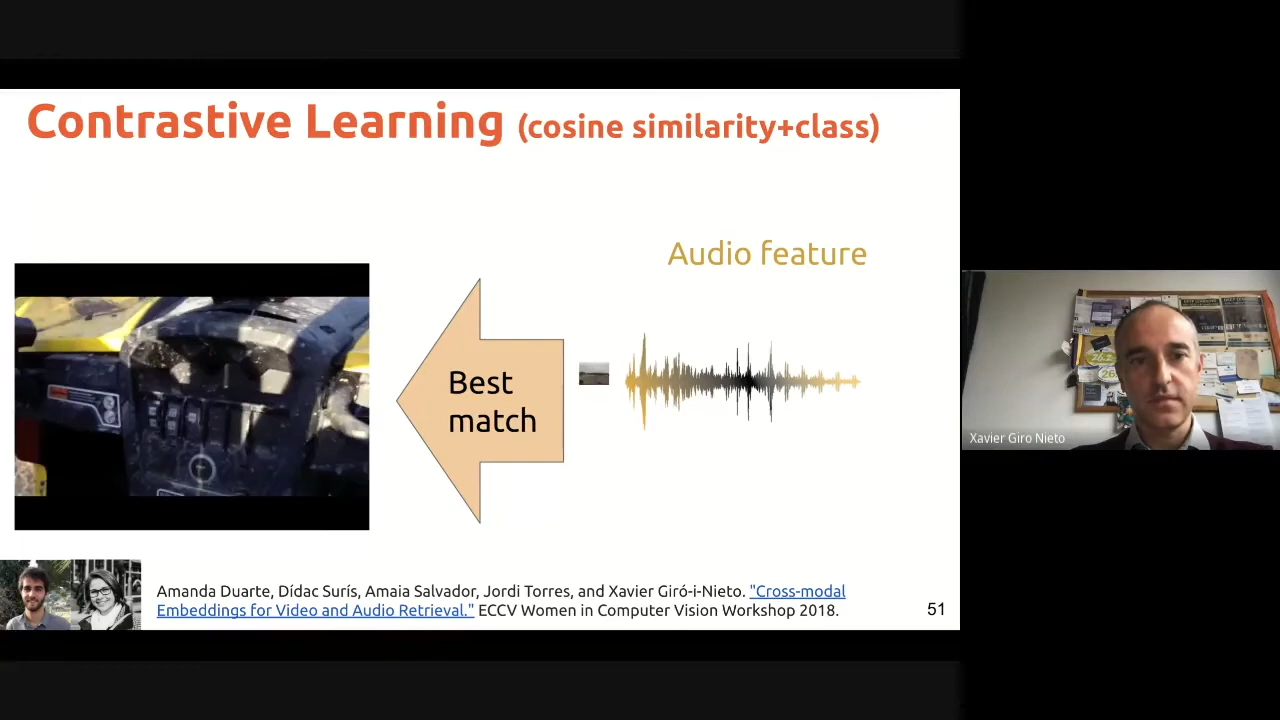 Contrastive Learning (cosine similarity+class)
Audio feature
Best
match
Xavier Giro Nieto
Amanda Duarte, Dídac Surís, Amaia Salvador, Jordi Torres, and Xavier Giró-i-Nieto. "Cross-modal
Embeddings for Video and Audio Retrieval." ECCV Women in Computer Vision Workshop 2018.
51